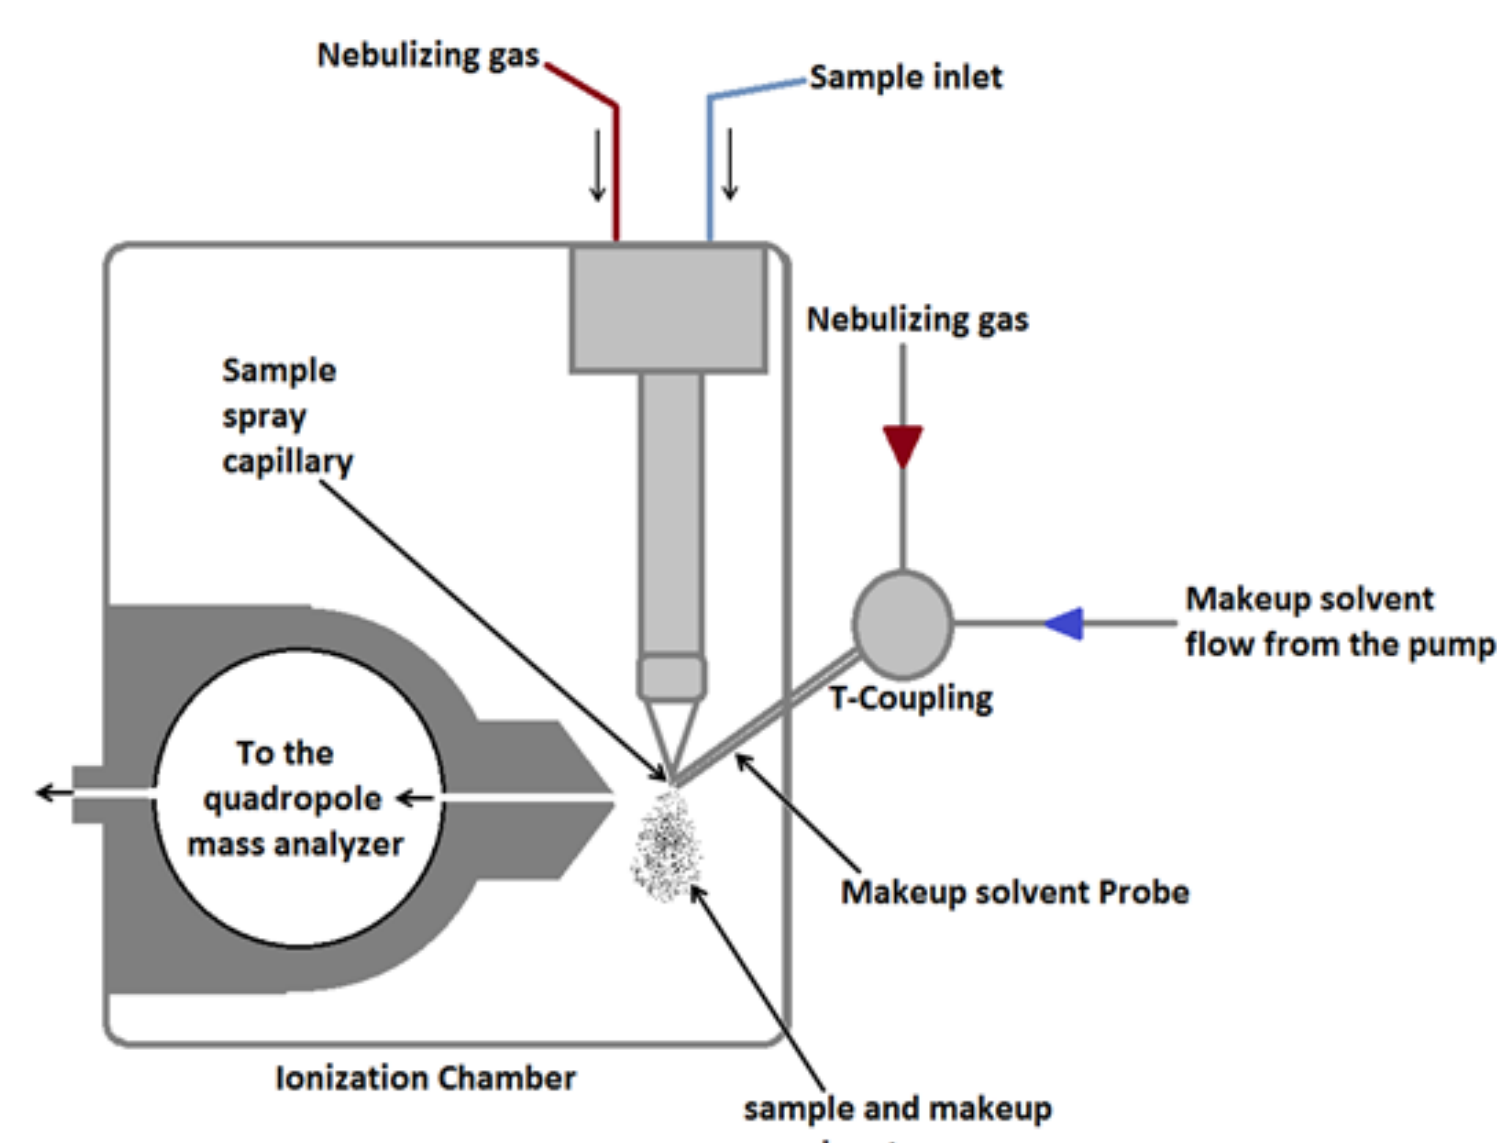 Nebulizing gas
Sample inlet
Nebulizing gas
Sample
spray
capillary
Makeup solvent
flow from the pump
T-Coupling
To the
quadropole
mass analyzer
Makeup solvent Probe
Ionization Chamber
sample and makeup